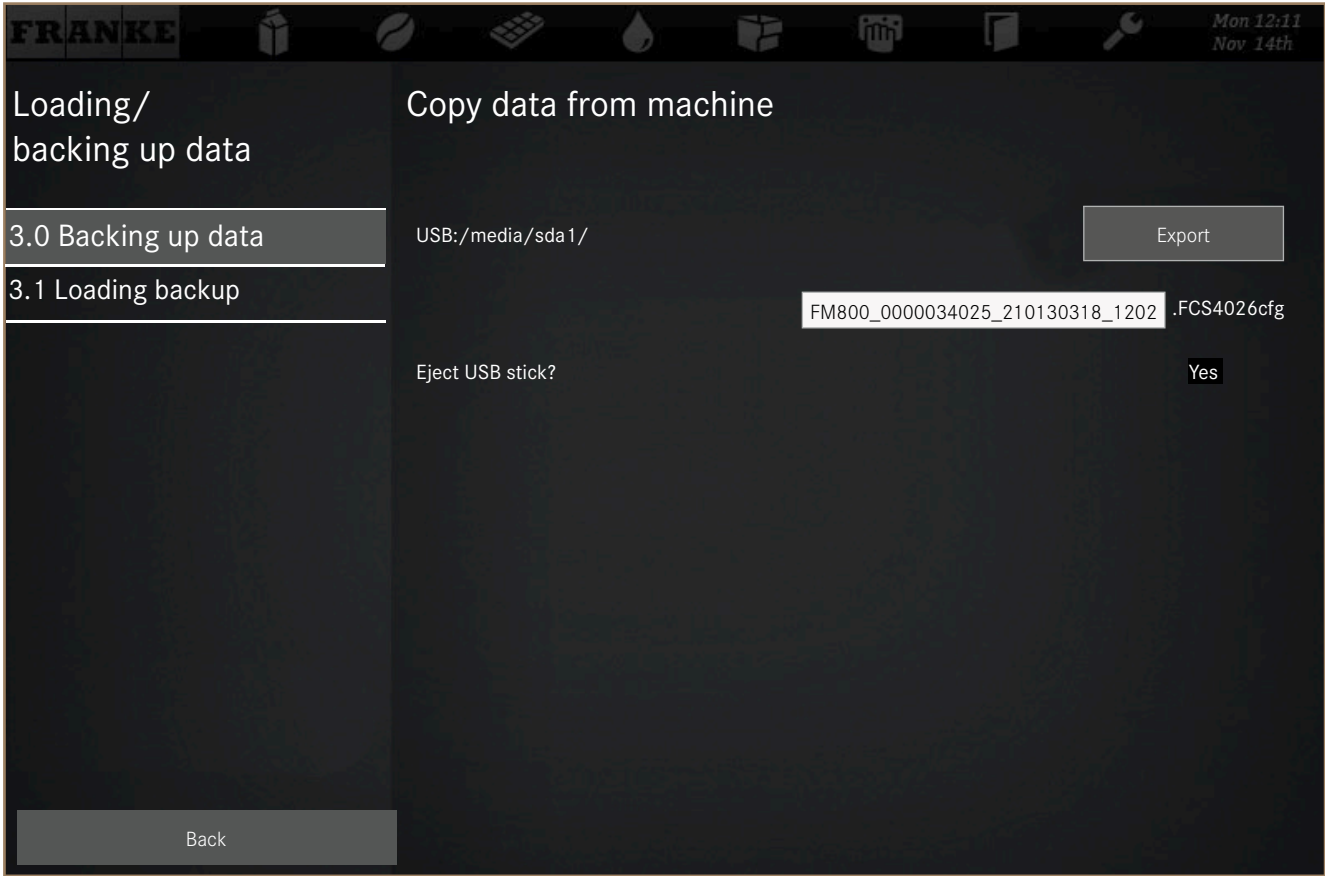 FRANKE
Mon 12:11
Nov 14th
Loading/
backing up data
3.0 Backing up data
3.1 Loading backup
Copy data from machine
USB:/media/sda1/
Export
FM800_0000034025_210130318_1202 .FCS4026cfg
Eject USB stick?
Yes
Back